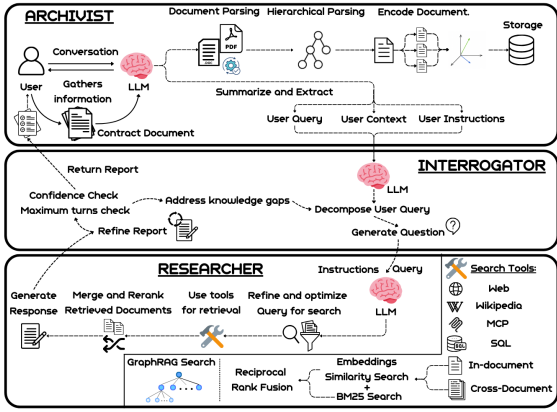 ARCHIVIST
Document Parsing
Hierarchical Parsing
Encode Document.
Storage
PDF
Conversation
User
Gathers
information
LLM
Contract Document
Summarize and Extract
User Query
User Context
User Instructions
INTERROGATOR
Return Report
LLM
Confidence Check
Maximum turns check
Address knowledge gaps
Decompose User Query
Refine Report
Generate Question
?
RESEARCHER
Instructions
Query
Search Tools:
Web
Wikipedia
MCP
SQL
In-document
Cross-Document
Generate
Response
Merge and Rerank
Retrieved Documents
Use tools
for retrieval
Refine and optimize
Query for search
LLM
GraphRAG Search
Reciprocal
Rank Fusion
Embeddings
Similarity Search
+
BM25 Search